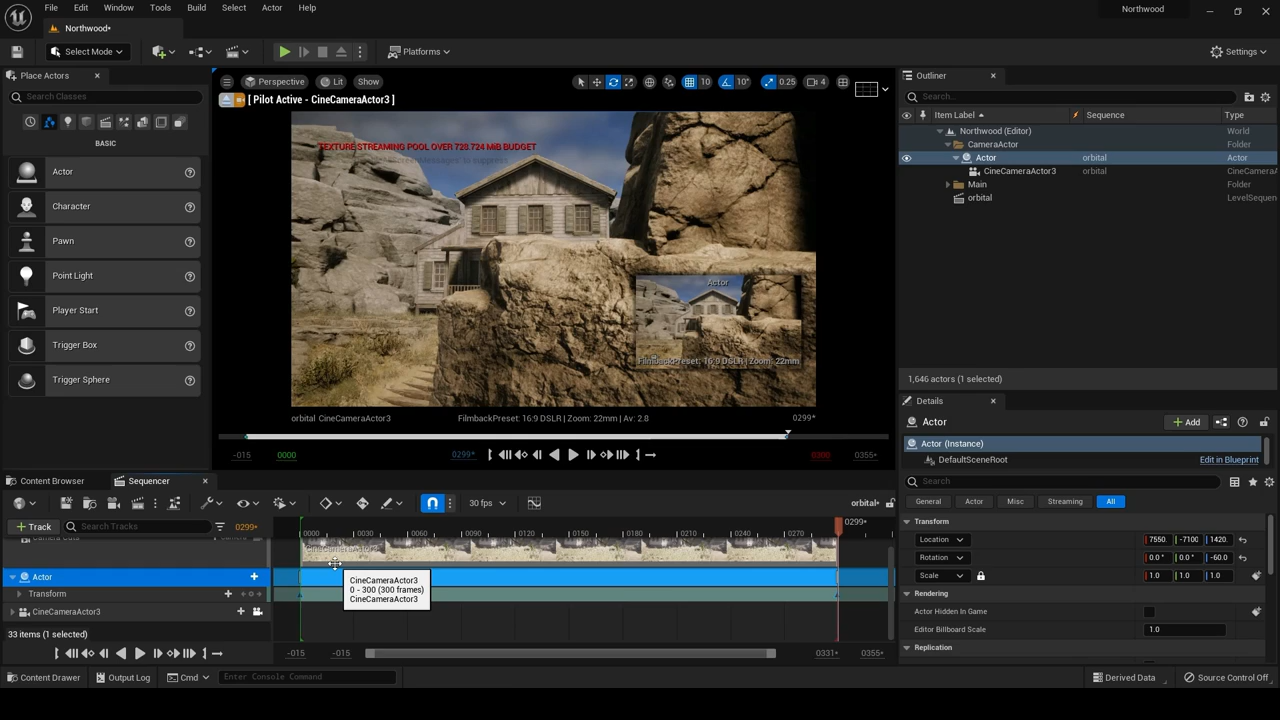 File Edit Window Tools Build Select Actor Help
Northwood
Northwood*
Select Mode
Platforms
Settings
Place Actors
Search Classes
BASIC
Actor
Character
Pawn
Point Light
Player Start
Trigger Box
Trigger Sphere
Perspective Lit Show
10 10° 0.25 4
[ Pilot Active - CineCameraActor3 ]
TEXTURE STREAMING POOL OVER 728.724 MiB BUDGET
Actor
FilmbackPreset: 16:9 DSLR | Zoom: 22mm
orbital CineCameraActor3 FilmbackPreset: 16:9 DSLR | Zoom: 22mm | Av: 2.8 0299*
-015 0000 0299* 0300 0355*
Outliner
Search...
Item Label Sequence Type
Northwood (Editor) World
CameraActor Folder
Actor orbital Actor
CineCameraActor3 orbital CineCameraA
Main Folder
orbital LevelSequen
1,646 actors (1 selected)
Details
Actor
Add
Actor (Instance)
DefaultSceneRoot Edit in Blueprint
Search
General Actor Misc Streaming All
Transform
Location 7550. -7100 1420.
Rotation 0.0° 0.0° -60.0
Scale 1.0 1.0 1.0
Rendering
Actor Hidden In Game
Editor Billboard Scale 1.0
Replication
Content Browser
Sequencer
30 fps
orbital*
Track
Search Tracks
0299*
0000 0030 0060 0090 0120 0150 0180 0210 0240 0270 0299*
CineCameraActor3
Camera Cuts
Actor
Transform
CineCameraActor3
CineCameraActor3
0 - 300 (300 frames)
CineCameraActor3
33 items (1 selected)
-015 -015 0331* 0355*
Content Drawer Output Log Cmd Enter Console Command
Derived Data Source Control Off